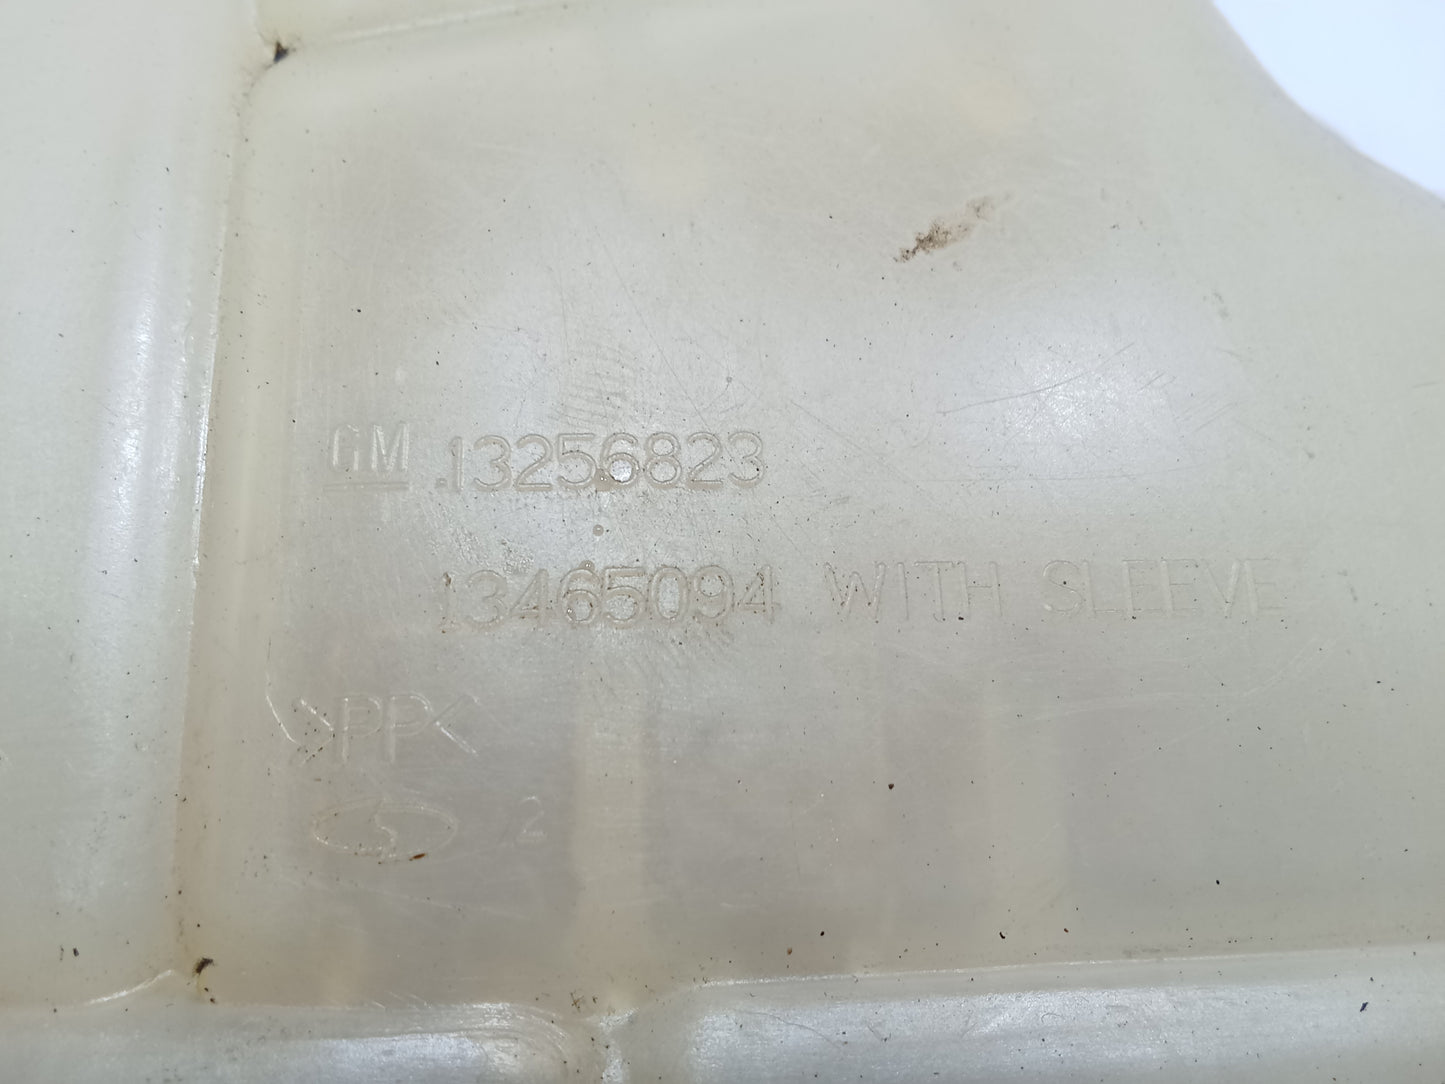 GM 13256823
13465094 WITH SLEEVE
>PP<
S 2